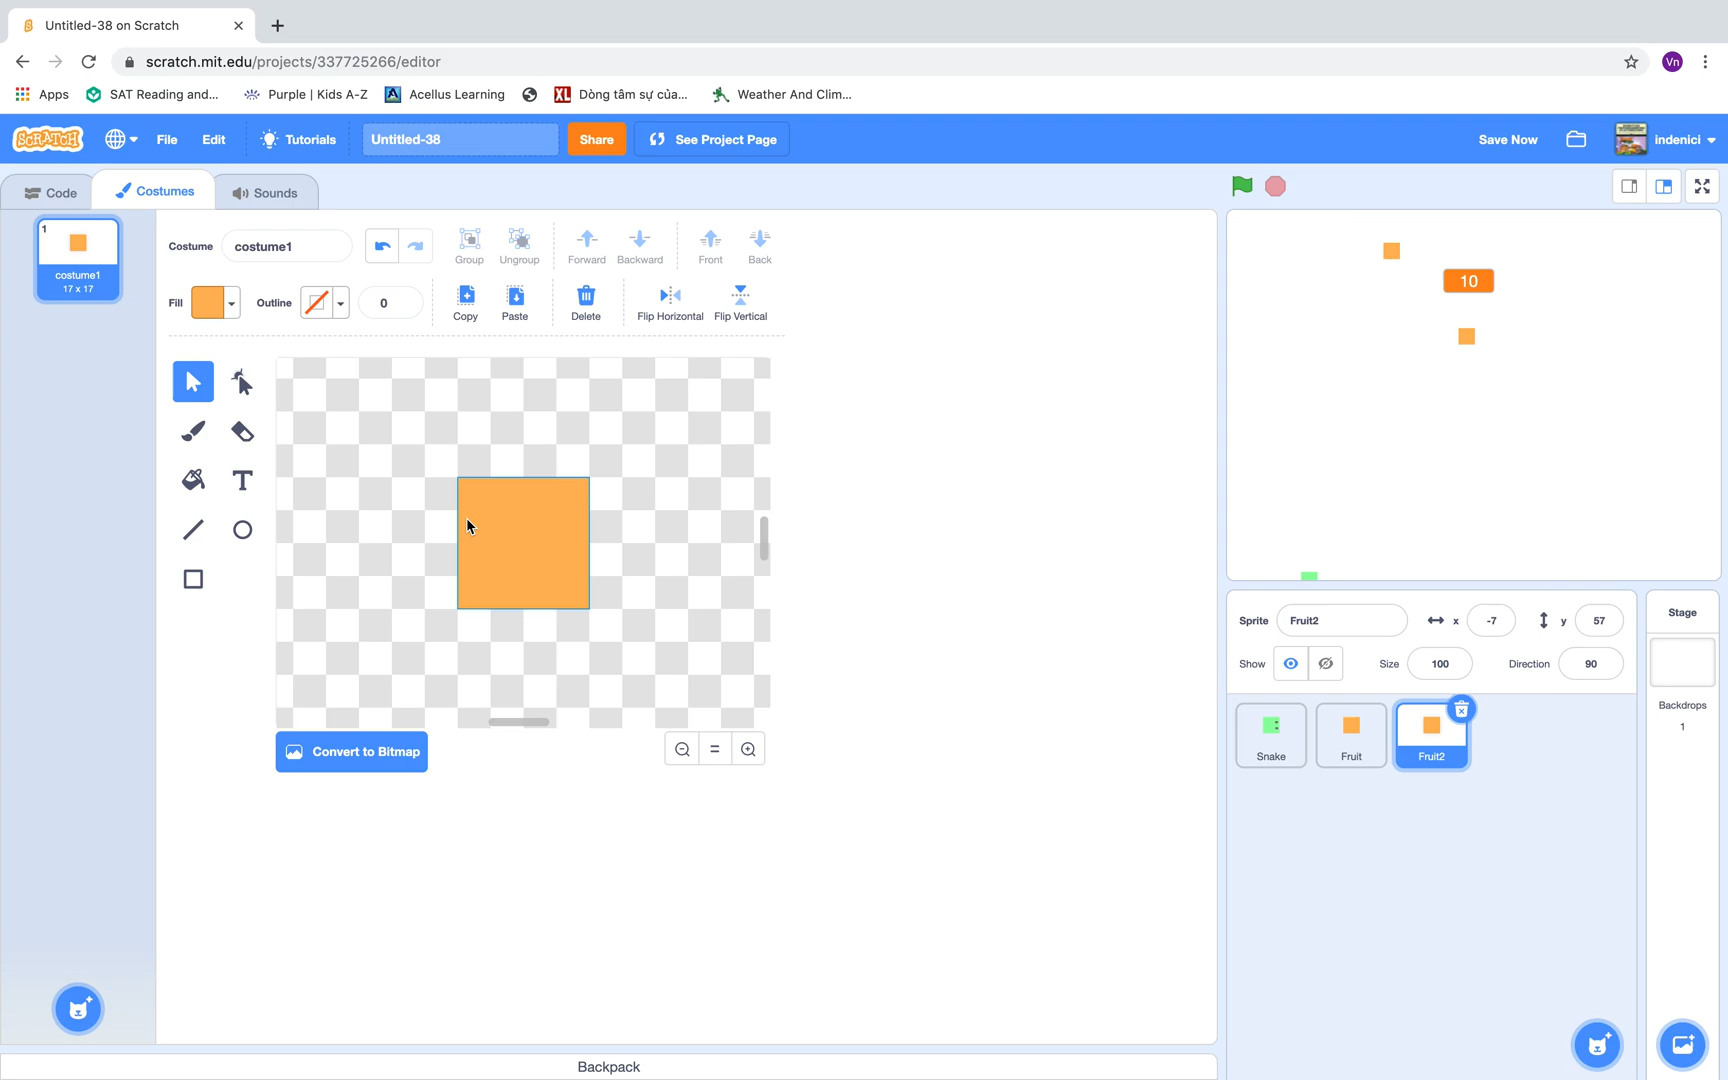 Untitled-38 on Scratch
scratch.mit.edu/projects/337725266/editor
Vn
Apps
SAT Reading and...
Purple | Kids A-Z
Acellus Learning
XL
Dòng tâm sự của...
Weather And Clim...
SCRATCH
File
Edit
Tutorials
Untitled-38
Share
See Project Page
Save Now
indenici
Code
Costumes
Sounds
1
costume1
17 x 17
Costume
costume1
Group
Ungroup
Forward
Backward
Front
Back
Fill
Outline
0
Copy
Paste
Delete
Flip Horizontal
Flip Vertical
T
Convert to Bitmap
10
Sprite
Fruit2
x
-7
y
57
Show
Size
100
Direction
90
Snake
Fruit
Fruit2
Stage
Backdrops
1
Backpack